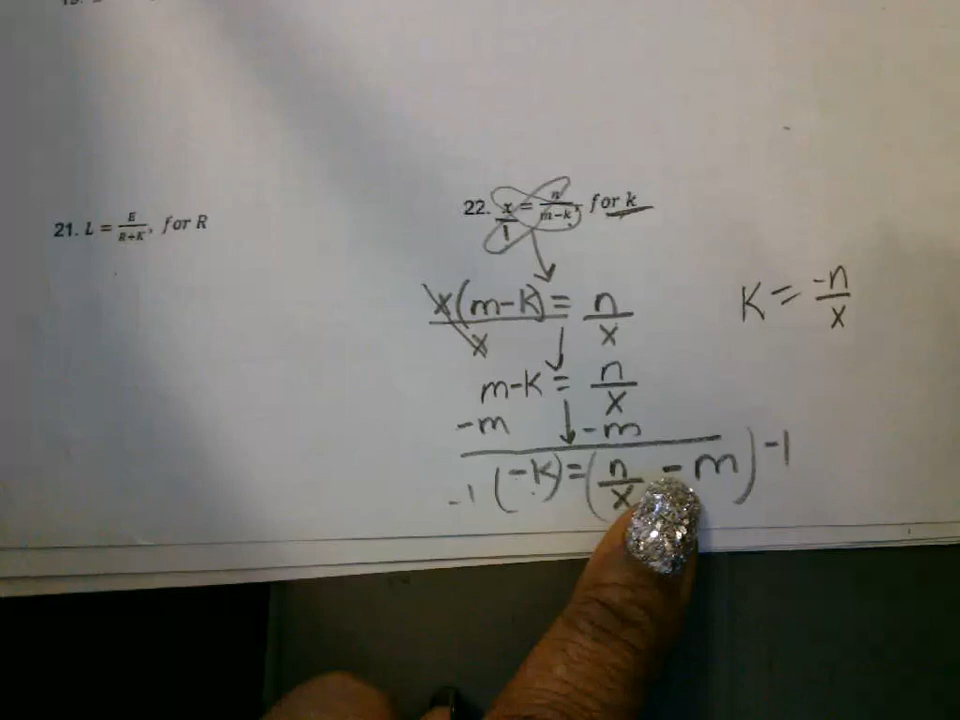 21. L = E/R+K, for R
22. x/1 = n/m-k, for k
x(m-k)/x = n/x
K = -n/x
m-k = n/x
-m -m
-1 (-k) = (n/x - m) -1